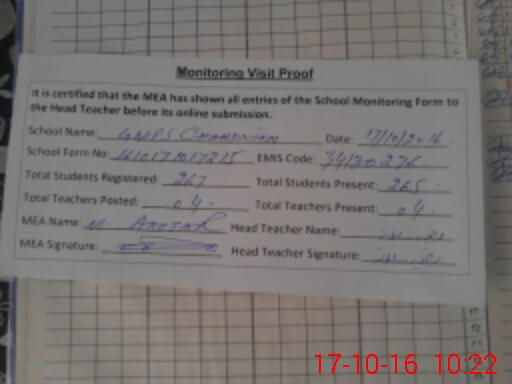 Monitoring Visit Proof
It is certified that the MEA has shown all entries of the School Monitoring Form to
the Head Teacher before its online submission.
School Name: GMPS Date: 17/10/2016
School Form No: EMIS Code: 34130276
Total Students Registered: 267 Total Students Present: 265
Total Teachers Posted: 04 Total Teachers Present: 04
MEA Name: M. Head Teacher Name:
MEA Signature: Head Teacher Signature:
17-10-16 10:22